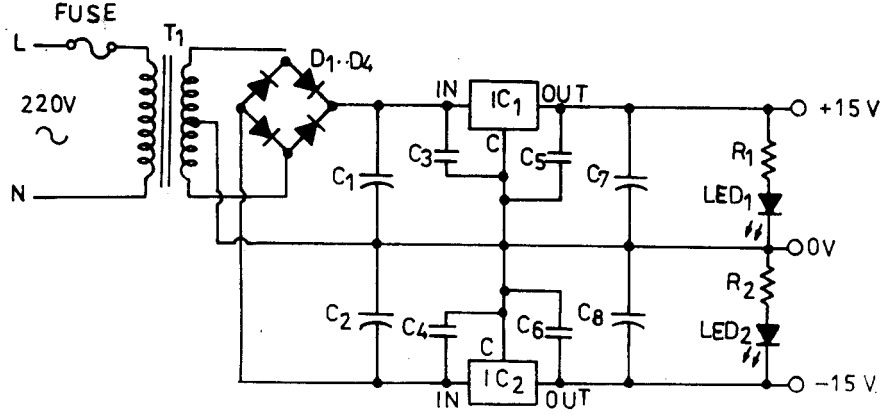 FUSE
L
T1
D1..D4
IN
IC1
OUT
+15 V
220V
C
C3
C5
C1
C7
R1
LED1
N
0V
R2
C2
C4
C6
C8
LED2
C
IC2
IN
OUT
-15 V.